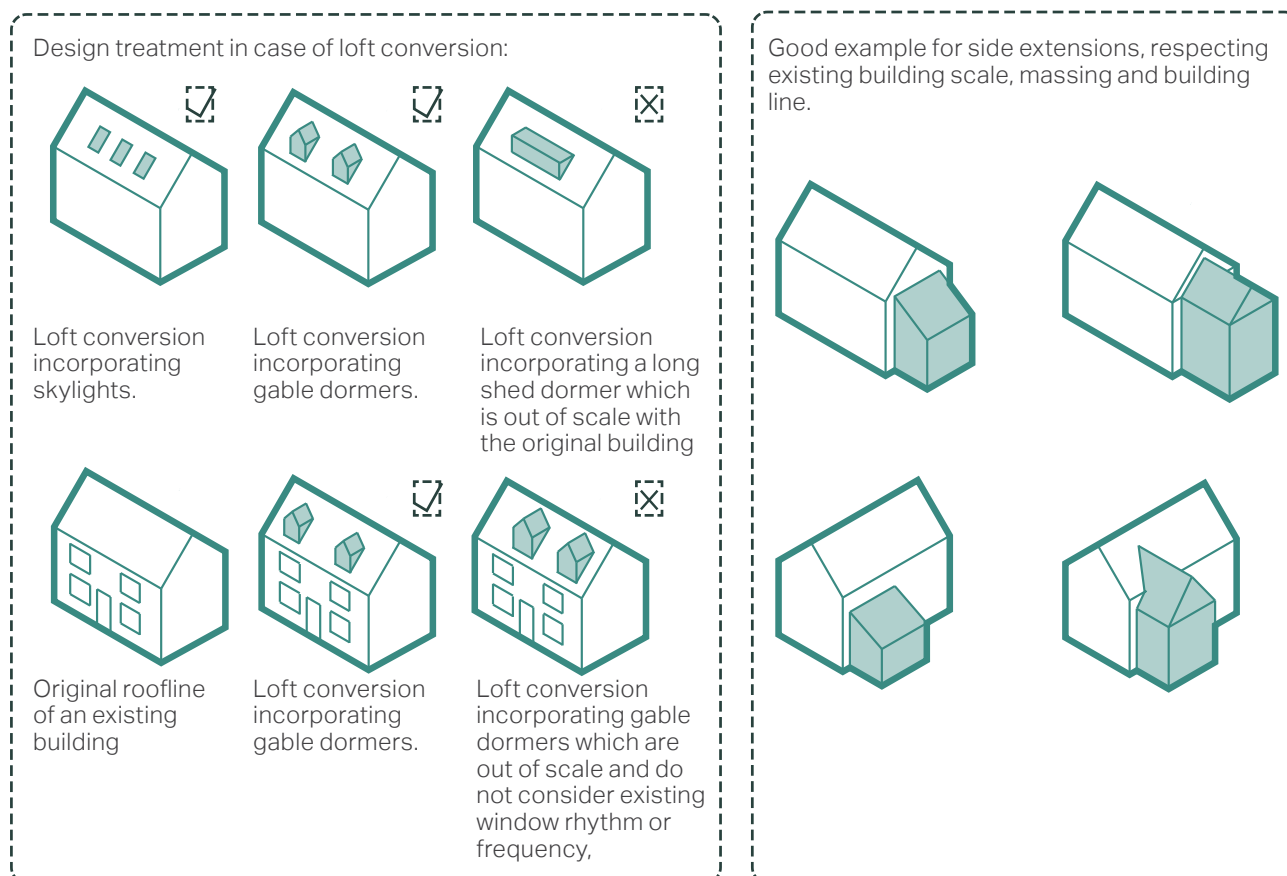 Design treatment in case of loft conversion:
Loft conversion
incorporating
skylights.
Loft conversion
incorporating
gable dormers.
Loft conversion
incorporating a long
shed dormer which
is out of scale with
the original building
Original roofline
of an existing
building
Loft conversion
incorporating
gable dormers.
Loft conversion
incorporating gable
dormers which are
out of scale and do
not consider existing
window rhythm or
frequency,
Good example for side extensions, respecting
existing building scale, massing and building
line.